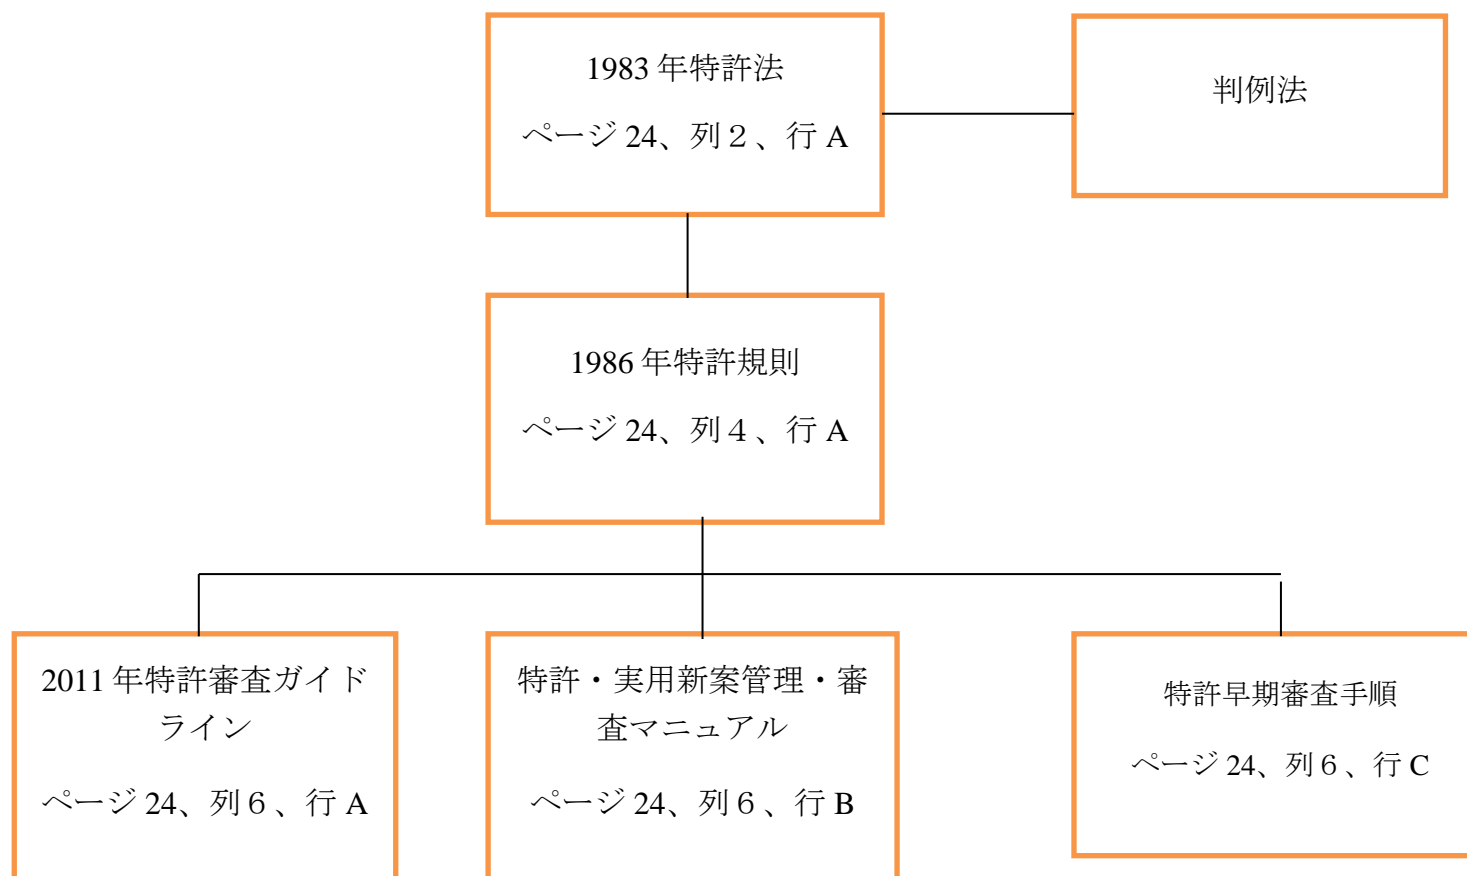 1983 年特許法
ページ 24、列２、行 A
判例法
1986 年特許規則
ページ 24、列４、行 A
2011 年特許審査ガイド
ライン
ページ 24、列６、行 A
特許・実用新案管理・審
査マニュアル
ページ 24、列６、行 B
特許早期審査手順
ページ 24、列６、行 C